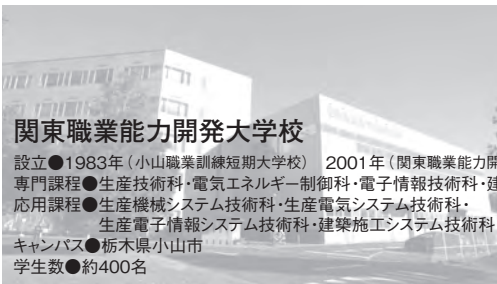 関東職業能力開発大学校
設立●1983年（小山職業訓練短期大学校） 2001年（関東職業能力開
専門課程●生産技術科・電気エネルギー制御科・電子情報技術科・建
応用課程●生産機械システム技術科・生産電気システム技術科・
生産電子情報システム技術科・建築施工システム技術科
キャンパス●栃木県小山市
学生数●約400名